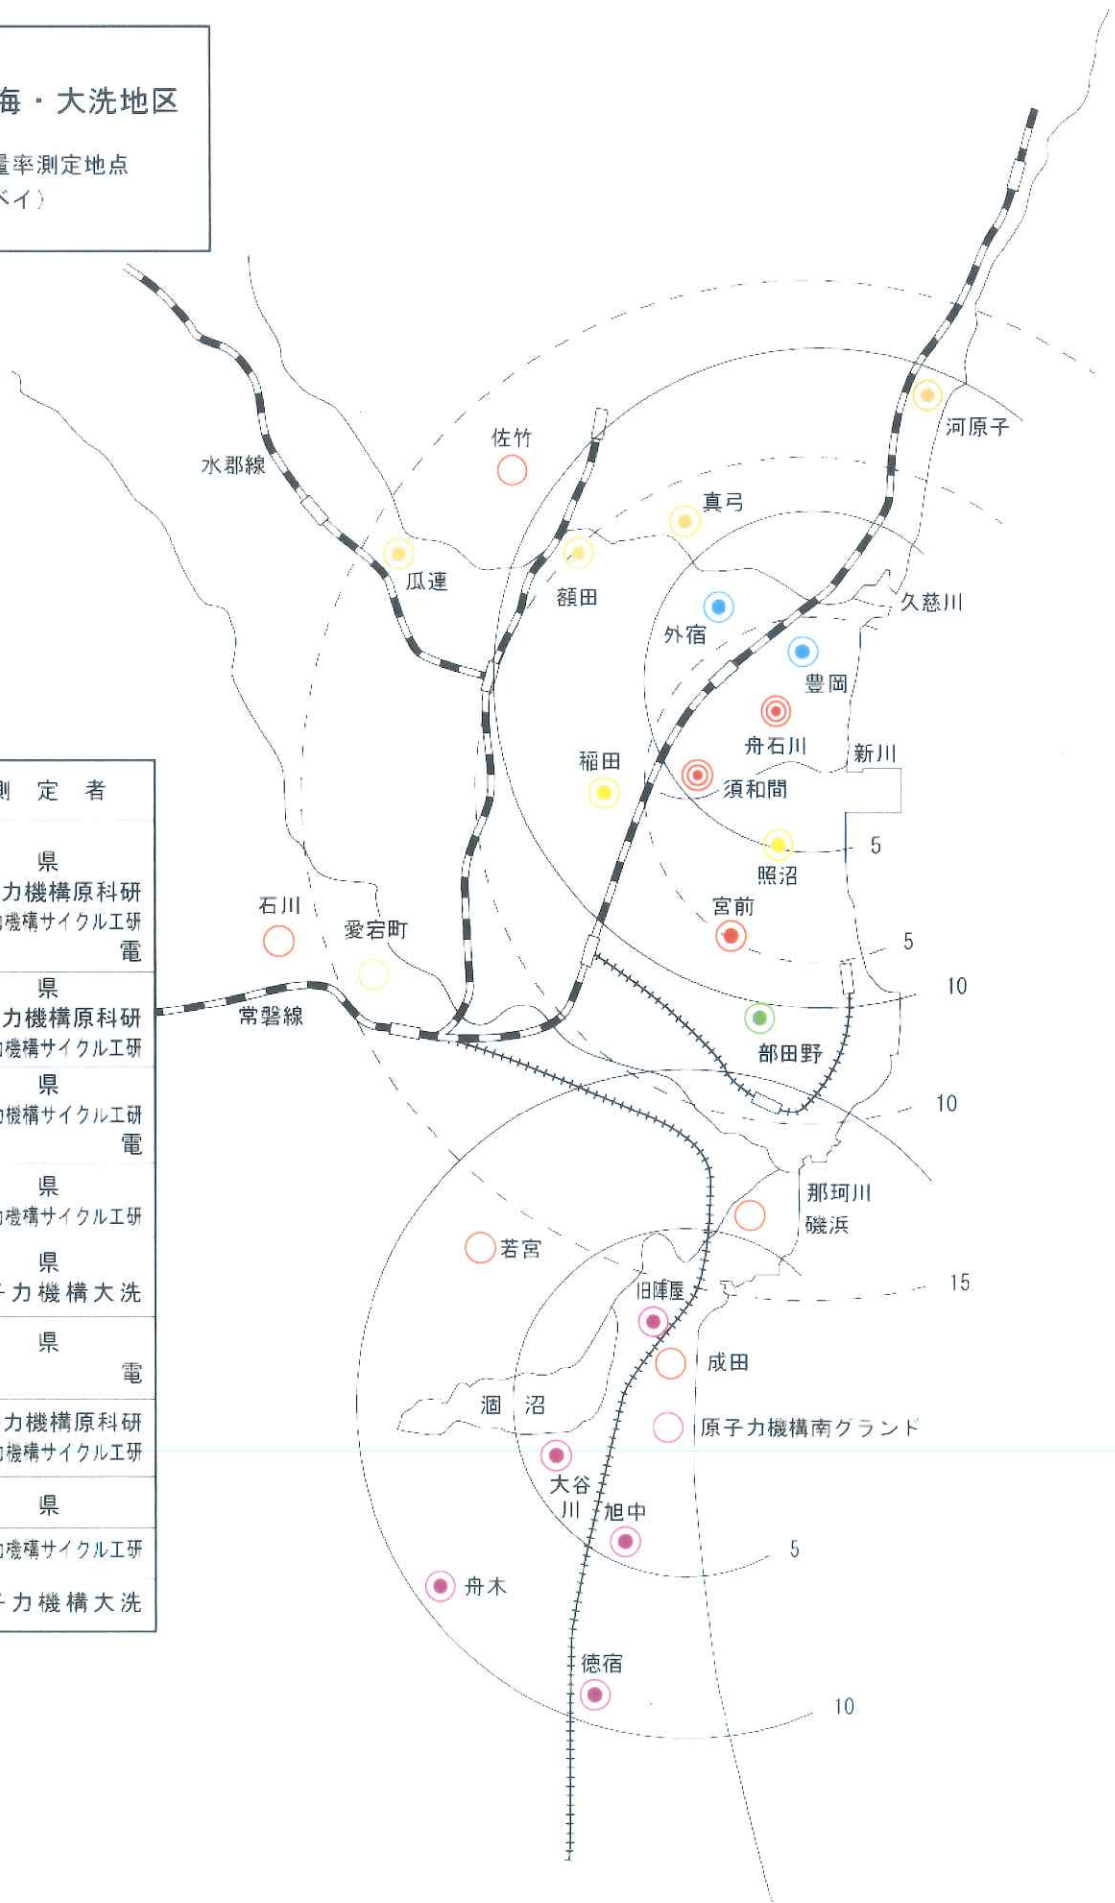 海・大洗地区
量率測定地点
ベイ）
佐竹
水郡線
河原子
真弓
瓜連
額田
久慈川
外宿
豊岡
舟石川
新川
稲田
須和間
測定者
5
照沼
県
力機構原科研
機構サイクル工研
電
石川
宮前
愛宕町
5
県
10
力機構原科研
常磐線
機構サイクル工研
部田野
県
10
機構サイクル工研
電
県
那珂川
機構サイクル工研
磯浜
若宮
県
15
子力機構大洗
旧陣屋
県
成田
電
涸沼
力機構原科研
原子力機構南グランド
機構サイクル工研
大谷
川
旭中
県
機構サイクル工研
5
舟木
子力機構大洗
徳宿
10